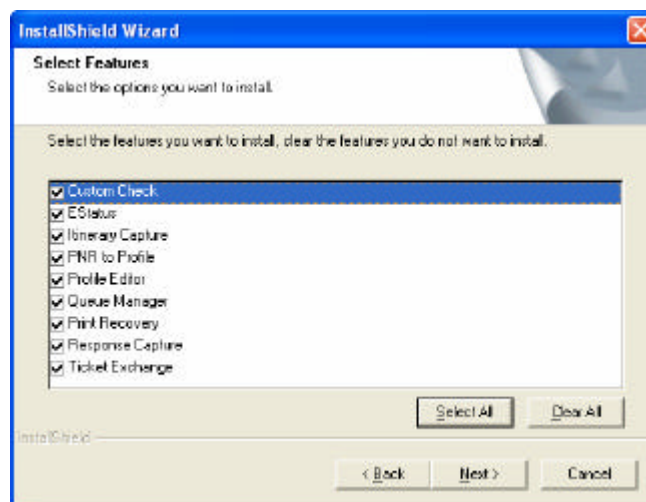 InstallShield Wizard
Select Features
Select the options you want to install.
Select the features you want to install, clear the features you do not want to install.
Custom Check
EStatus
Itinerary Capture
PNR to Profile
Profile Editor
Queue Manager
Print Recovery
Response Capture
Ticket Exchange
Select All Clear All
InstallShield
< Back Next > Cancel